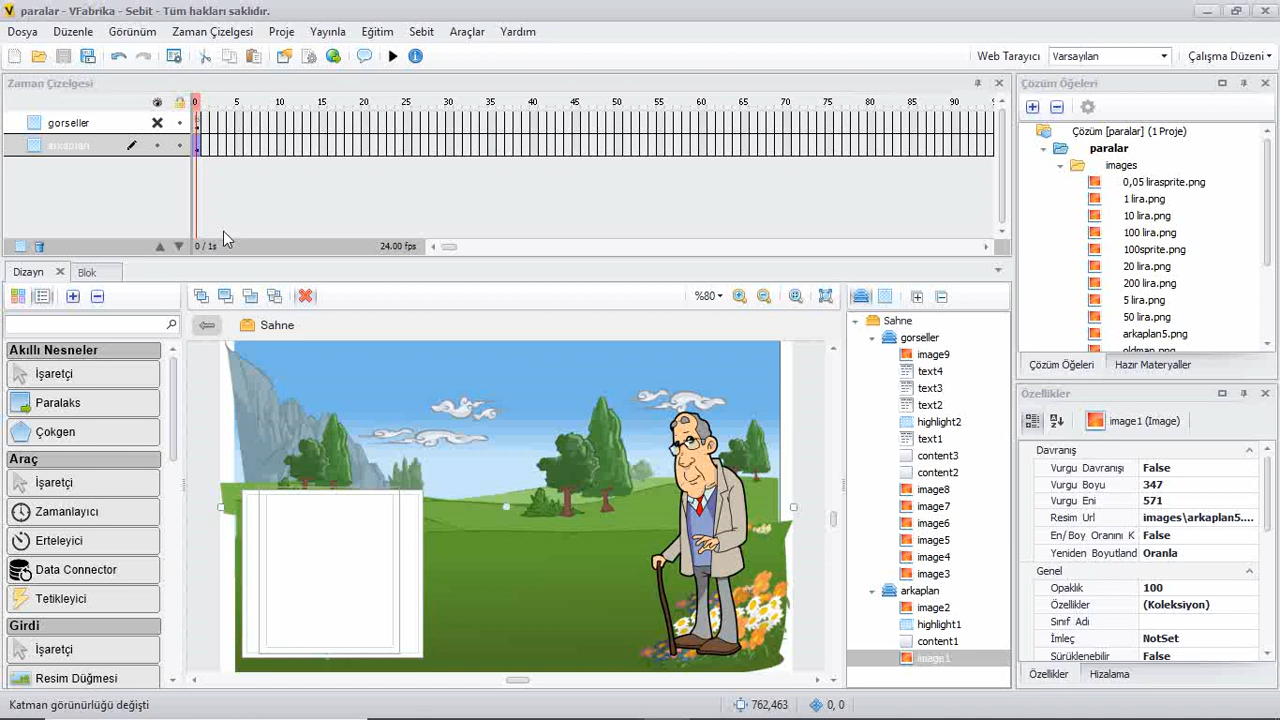 paralar - VFabrika - Sebit - Tüm hakları saklıdır.
Dosya Düzenle Görünüm Zaman Çizelgesi Proje Yayınla Eğitim Sebit Araçlar Yardım
Web Tarayıcı Varsayılan Çalışma Düzeni
Zaman Çizelgesi
0 5 10 15 20 25 30 35 40 45 50 55 60 65 70 75 80 85 90
gorseller
arkaplan
0 / 1s 24.00 fps
Dizayn Blok
%80
Sahne
Akıllı Nesneler
İşaretçi
Paralaks
Çokgen
Araç
İşaretçi
Zamanlayıcı
Erteleyici
Data Connector
Tetikleyici
Girdi
İşaretçi
Resim Düğmesi
Sahne
gorseller
image9
text4
text3
text2
highlight2
text1
content3
content2
image8
image7
image6
image5
image4
image3
arkaplan
image2
highlight1
content1
image1
Çözüm Öğeleri
Çözüm [paralar] (1 Proje)
paralar
images
0,05 lirasprite.png
1 lira.png
10 lira.png
100 lira.png
100sprite.png
20 lira.png
200 lira.png
5 lira.png
50 lira.png
arkaplan5.png
oldman.png
Çözüm Öğeleri Hazır Materyaller
Özellikler
image1 (Image)
Davranış
Vurgu Davranışı False
Vurgu Boyu 347
Vurgu Eni 571
Resim Url images\arkaplan5....
En/Boy Oranını K False
Yeniden Boyutland Oranla
Genel
Opaklık 100
Özellikler (Koleksiyon)
Sınıf Adı
İmleç NotSet
Sürüklenebilir False
Özellikler Hizalama
Katman görünürlüğü değişti 762,463 0, 0